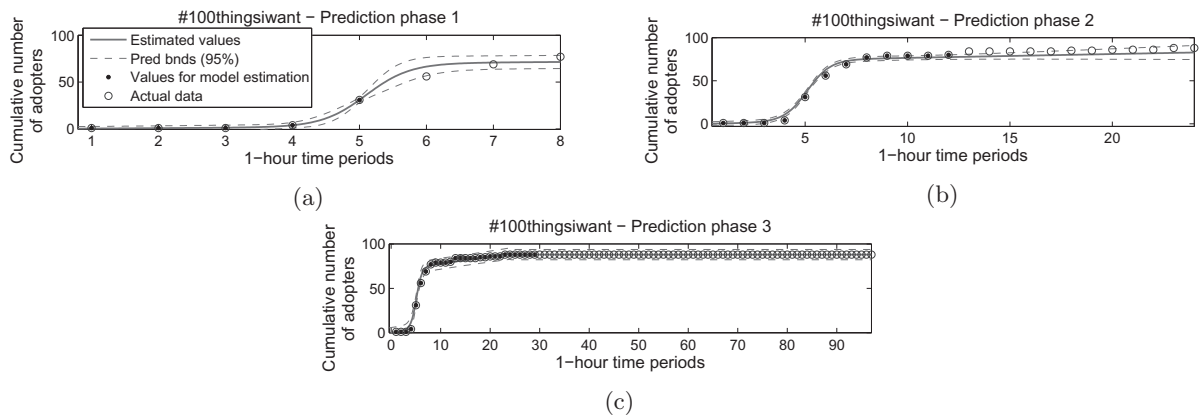 #100thingsiwant − Prediction phase 1
Cumulative number
of adopters
100
50
0
Estimated values
Pred bnds (95%)
Values for model estimation
Actual data
1 2 3 4 5 6 7 8
1−hour time periods
(a)
#100thingsiwant − Prediction phase 2
Cumulative number
of adopters
100
50
0
5 10 15 20
1−hour time periods
(b)
#100thingsiwant − Prediction phase 3
Cumulative number
of adopters
100
50
0
0 10 20 30 40 50 60 70 80 90
1−hour time periods
(c)